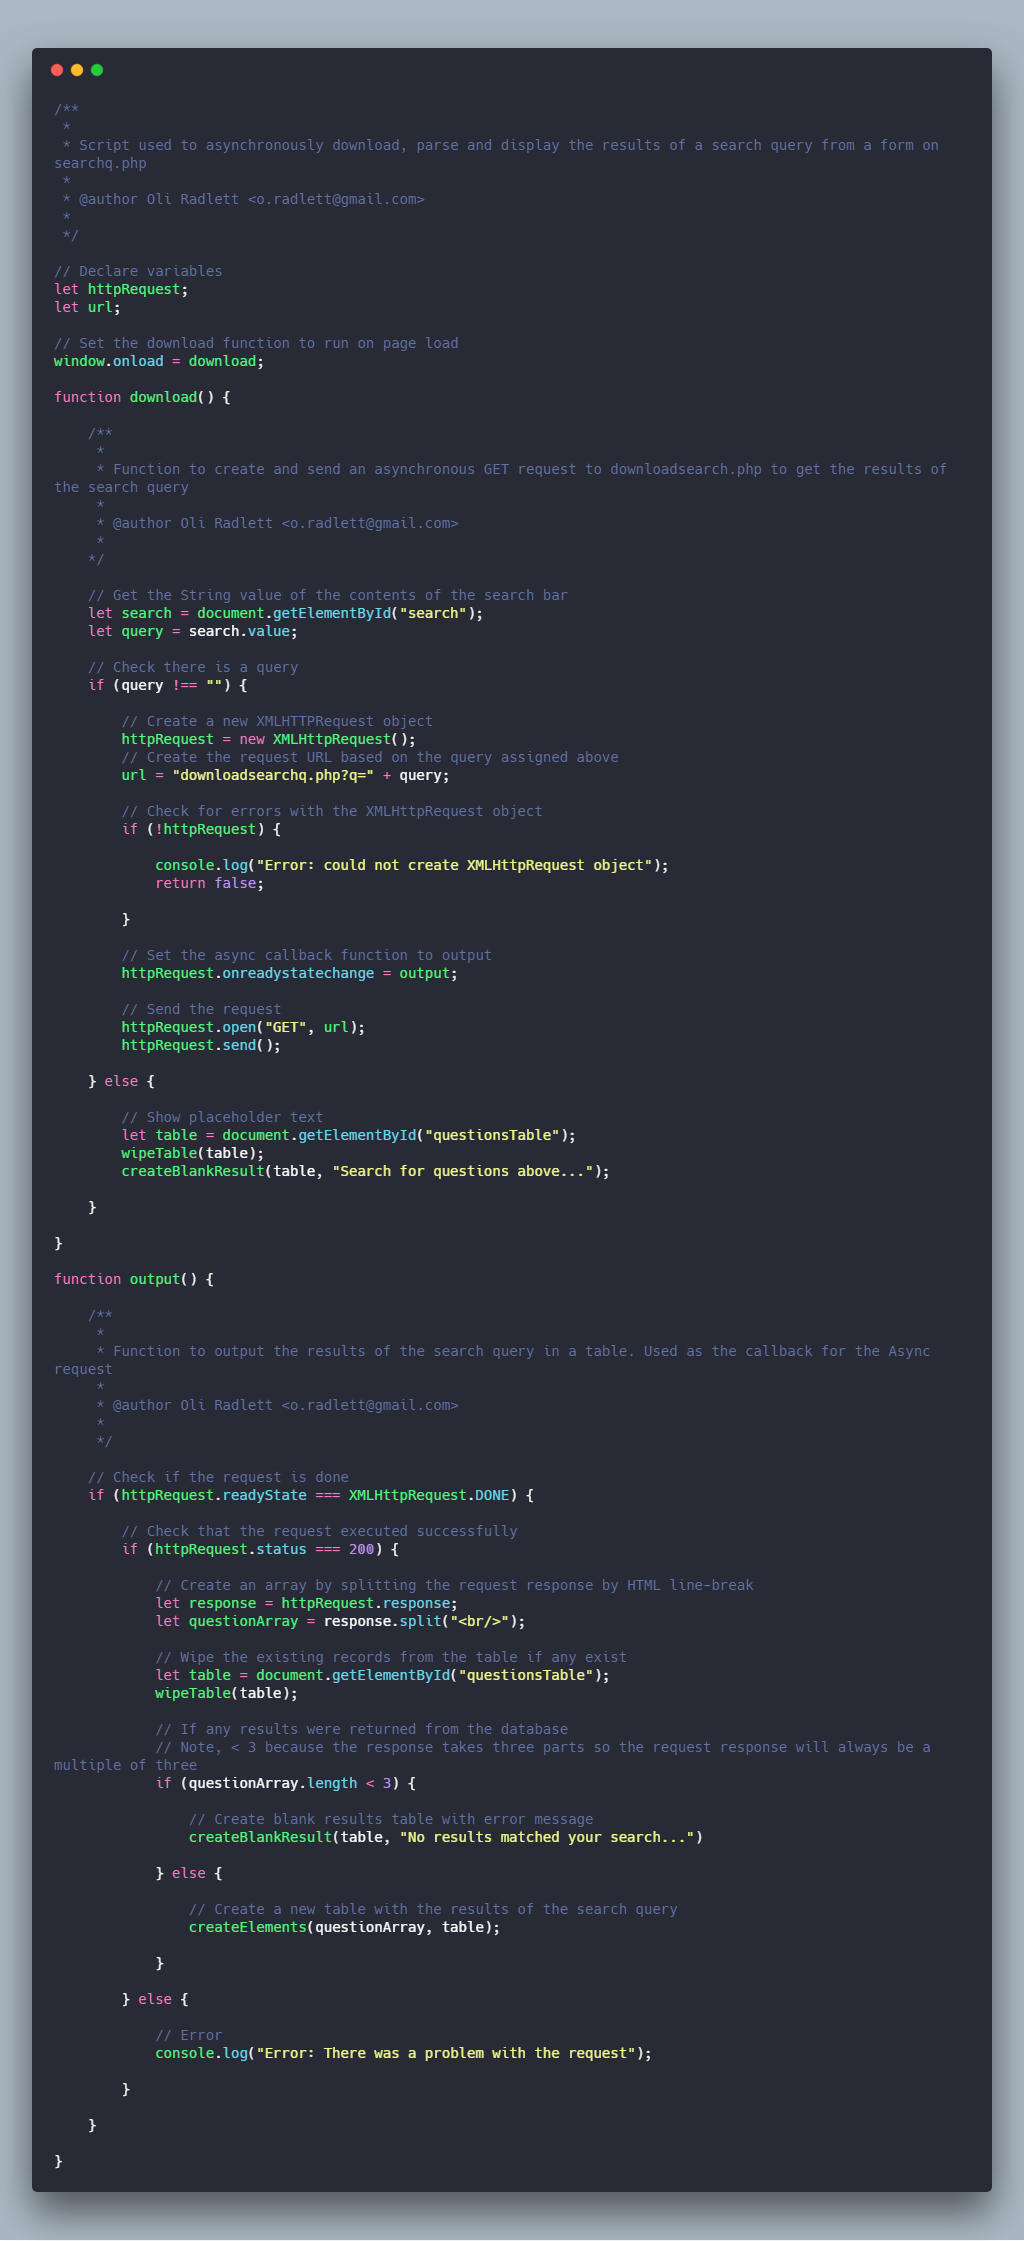 /**
 *
 * Script used to asynchronously download, parse and display the results of a search query from a form on
searchq.php
 *
 * @author Oli Radlett <o.radlett@gmail.com>
 *
 */

// Declare variables
let httpRequest;
let url;

// Set the download function to run on page load
window.onload = download;

function download() {

    /**
     *
     * Function to create and send an asynchronous GET request to downloadsearch.php to get the results of
the search query
     *
     * @author Oli Radlett <o.radlett@gmail.com>
     *
    */

    // Get the String value of the contents of the search bar
    let search = document.getElementById("search");
    let query = search.value;

    // Check there is a query
    if (query !== "") {

        // Create a new XMLHTTPRequest object
        httpRequest = new XMLHttpRequest();
        // Create the request URL based on the query assigned above
        url = "downloadsearchq.php?q=" + query;

        // Check for errors with the XMLHttpRequest object
        if (!httpRequest) {

            console.log("Error: could not create XMLHttpRequest object");
            return false;

        }

        // Set the async callback function to output
        httpRequest.onreadystatechange = output;

        // Send the request
        httpRequest.open("GET", url);
        httpRequest.send();

    } else {

        // Show placeholder text
        let table = document.getElementById("questionsTable");
        wipeTable(table);
        createBlankResult(table, "Search for questions above...");

    }

}

function output() {

    /**
     *
     * Function to output the results of the search query in a table. Used as the callback for the Async
request
     *
     * @author Oli Radlett <o.radlett@gmail.com>
     *
     */

    // Check if the request is done
    if (httpRequest.readyState === XMLHttpRequest.DONE) {

        // Check that the request executed successfully
        if (httpRequest.status === 200) {

            // Create an array by splitting the request response by HTML line-break
            let response = httpRequest.response;
            let questionArray = response.split("<br/>");

            // Wipe the existing records from the table if any exist
            let table = document.getElementById("questionsTable");
            wipeTable(table);

            // If any results were returned from the database
            // Note, < 3 because the response takes three parts so the request response will always be a
multiple of three
            if (questionArray.length < 3) {

                // Create blank results table with error message
                createBlankResult(table, "No results matched your search...")

            } else {

                // Create a new table with the results of the search query
                createElements(questionArray, table);

            }

        } else {

            // Error
            console.log("Error: There was a problem with the request");

        }

    }

}